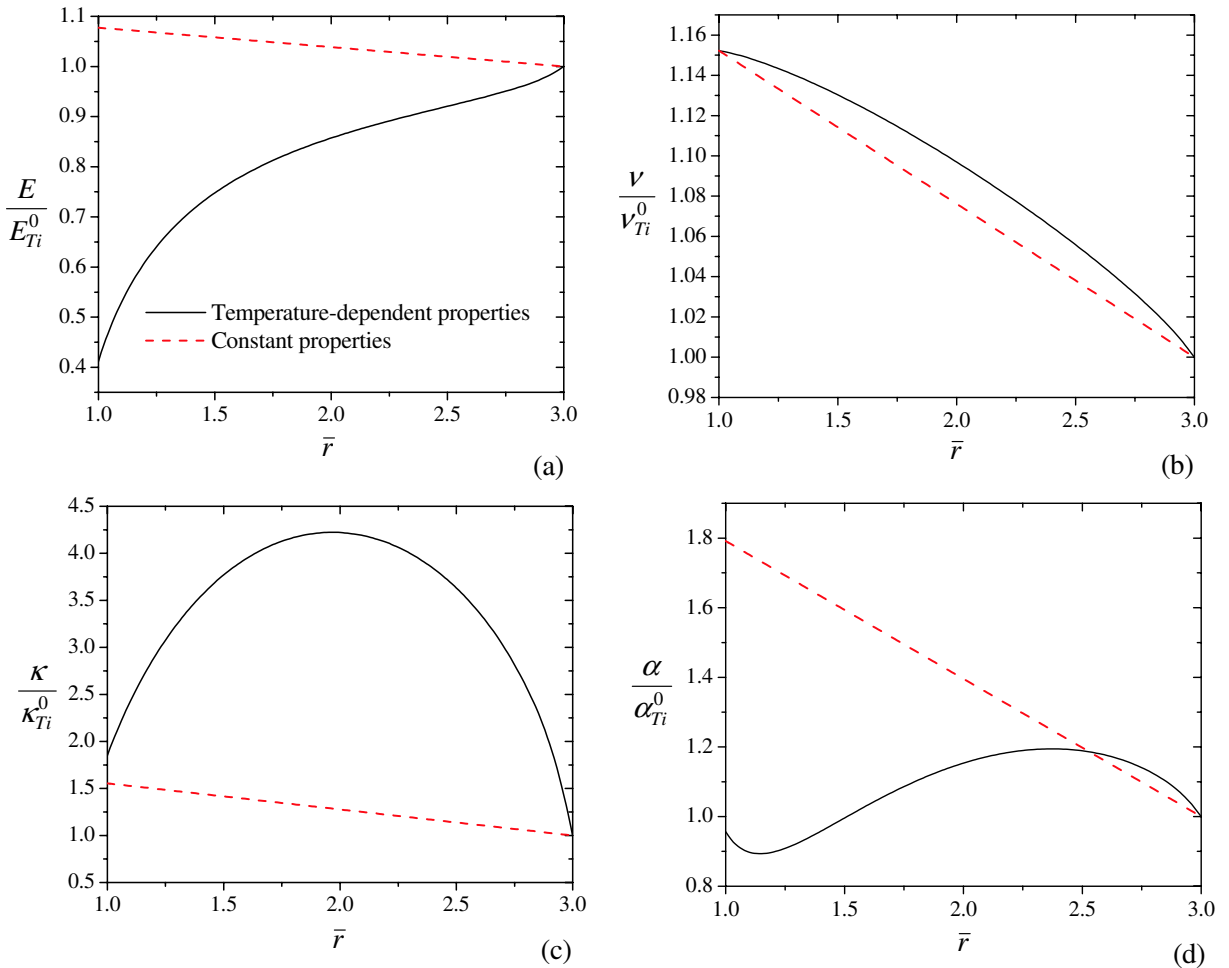 1.1
1.0
0.9
0.8
0.7
0.6
0.5
0.4
E
E⁰_Ti
Temperature-dependent properties
Constant properties
1.0 1.5 2.0 2.5 3.0
r̄
(a)
1.16
1.14
1.12
1.10
1.08
1.06
1.04
1.02
1.00
0.98
ν
ν⁰_Ti
1.0 1.5 2.0 2.5 3.0
r̄
(b)
4.5
4.0
3.5
3.0
2.5
2.0
1.5
1.0
0.5
κ
κ⁰_Ti
1.0 1.5 2.0 2.5 3.0
r̄
(c)
1.8
1.6
1.4
1.2
1.0
0.8
α
α⁰_Ti
1.0 1.5 2.0 2.5 3.0
r̄
(d)